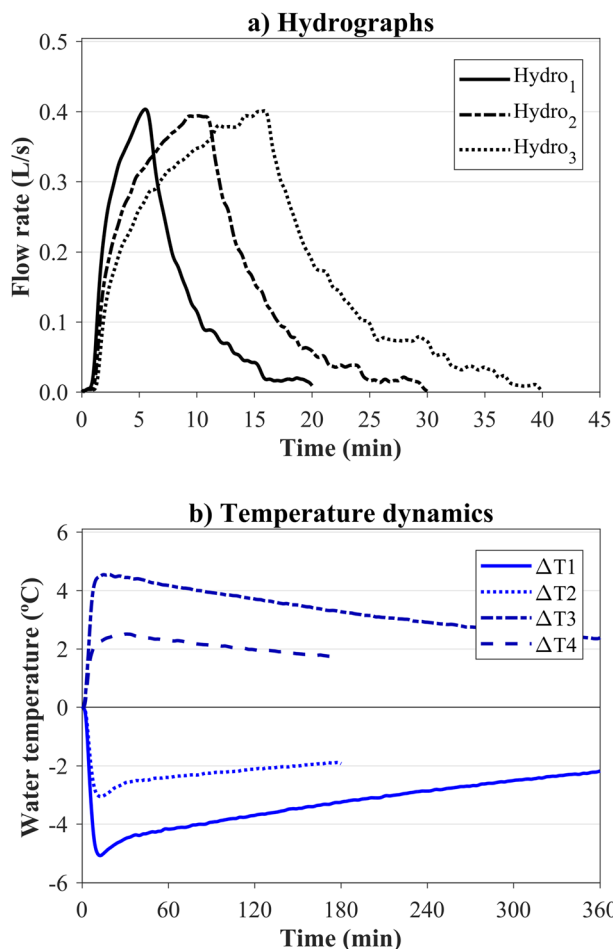 a) Hydrographs
0.5
0.4
0.3
0.2
0.1
0.0
Flow rate (L/s)
Hydro1
Hydro2
Hydro3
0 5 10 15 20 25 30 35 40 45
Time (min)
b) Temperature dynamics
6
4
2
0
-2
-4
-6
Water temperature (ºC)
ΔT1
ΔT2
ΔT3
ΔT4
0 60 120 180 240 300 360
Time (min)